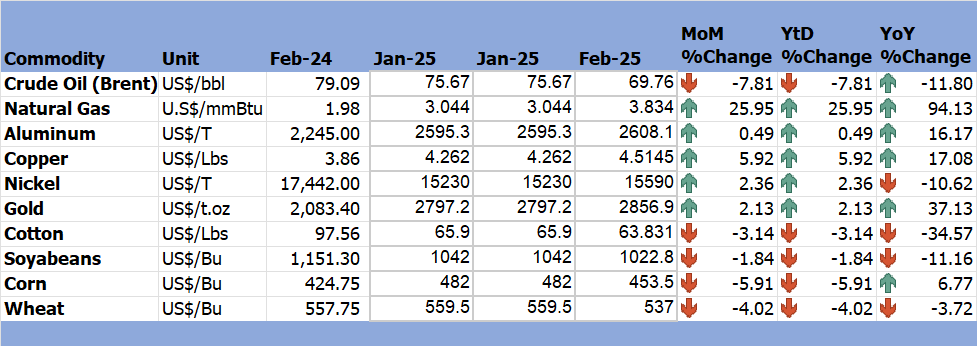 MoM YtD YoY
Commodity Unit Feb-24 Jan-25 Jan-25 Feb-25 %Change %Change %Change
Crude Oil (Brent) US$/bbl 79.09 75.67 75.67 69.76 -7.81 -7.81 -11.80
Natural Gas U.S$/mmBtu 1.98 3.044 3.044 3.834 25.95 25.95 94.13
Aluminum US$/T 2,245.00 2595.3 2595.3 2608.1 0.49 0.49 16.17
Copper US$/Lbs 3.86 4.262 4.262 4.5145 5.92 5.92 17.08
Nickel US$/T 17,442.00 15230 15230 15590 2.36 2.36 -10.62
Gold US$/t.oz 2,083.40 2797.2 2797.2 2856.9 2.13 2.13 37.13
Cotton US$/Lbs 97.56 65.9 65.9 63.831 -3.14 -3.14 -34.57
Soyabeans US$/Bu 1,151.30 1042 1042 1022.8 -1.84 -1.84 -11.16
Corn US$/Bu 424.75 482 482 453.5 -5.91 -5.91 6.77
Wheat US$/Bu 557.75 559.5 559.5 537 -4.02 -4.02 -3.72